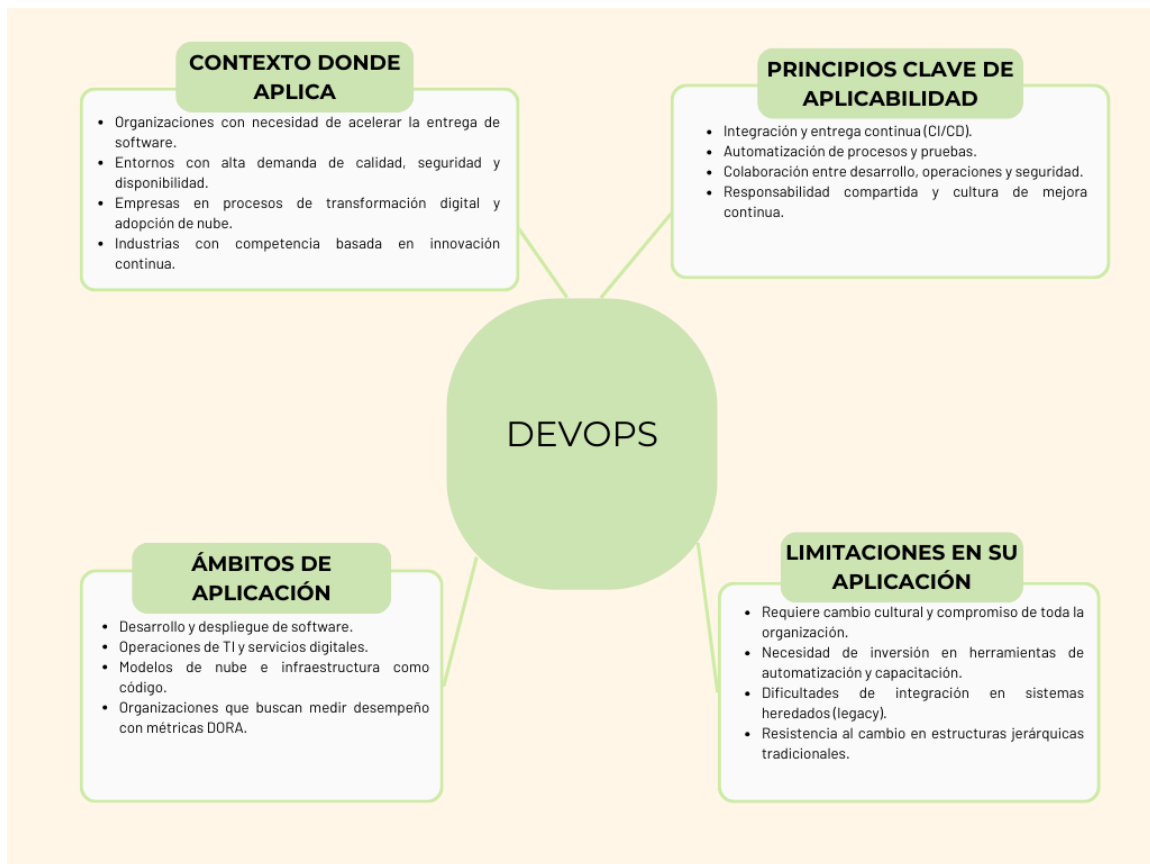 CONTEXTO DONDE
APLICA
• Organizaciones con necesidad de acelerar la entrega de
software.
• Entornos con alta demanda de calidad, seguridad y
disponibilidad.
• Empresas en procesos de transformación digital y
adopción de nube.
• Industrias con competencia basada en innovación
continua.
PRINCIPIOS CLAVE DE
APLICABILIDAD
• Integración y entrega continua (CI/CD).
• Automatización de procesos y pruebas.
• Colaboración entre desarrollo, operaciones y seguridad.
• Responsabilidad compartida y cultura de mejora
continua.
DEVOPS
ÁMBITOS DE
APLICACIÓN
• Desarrollo y despliegue de software.
• Operaciones de TI y servicios digitales.
• Modelos de nube e infraestructura como
código.
• Organizaciones que buscan medir desempeño
con métricas DORA.
LIMITACIONES EN SU
APLICACIÓN
• Requiere cambio cultural y compromiso de toda la
organización.
• Necesidad de inversión en herramientas de
automatización y capacitación.
• Dificultades de integración en sistemas
heredados (legacy).
• Resistencia al cambio en estructuras jerárquicas
tradicionales.